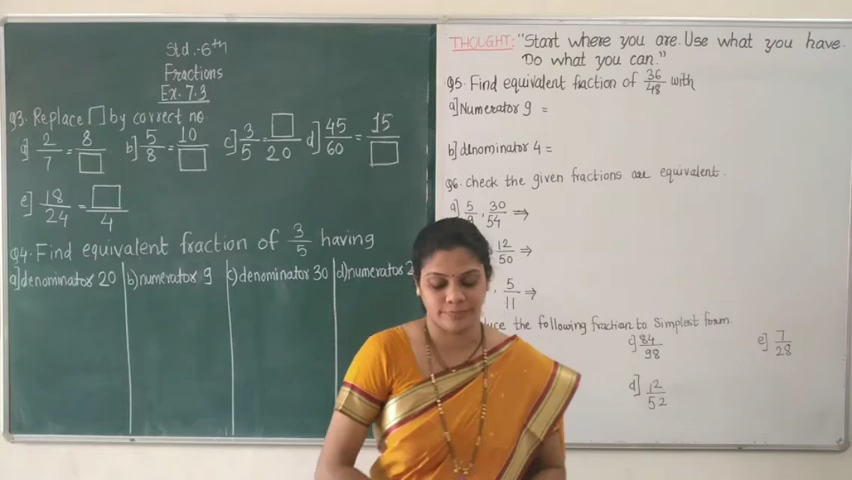 Std.-6th
Fractions
Ex. 7.3
Q3. Replace □ by correct no
a] 2/7 = 8/□ b] 5/8 = 10/□ c] 3/5 = □/20 d] 45/60 = 15/□
e] 18/24 = □/4
Q4. Find equivalent fraction of 3/5 having
a] denominator 20 b) numerator 9 c) denominator 30 d) numerator
THOUGHT: "Start where you are. Use what you have.
Do what you can."
Q5. Find equivalent fraction of 36/48 with
a] Numerator 9 =
b] denominator 4 =
Q6. check the given fractions are equivalent.
a] 5/9, 30/54 ⇒
12/50 ⇒
, 5/11 ⇒
the following fraction to simplest form.
c] 84/98 e] 7/28
d] 12/52